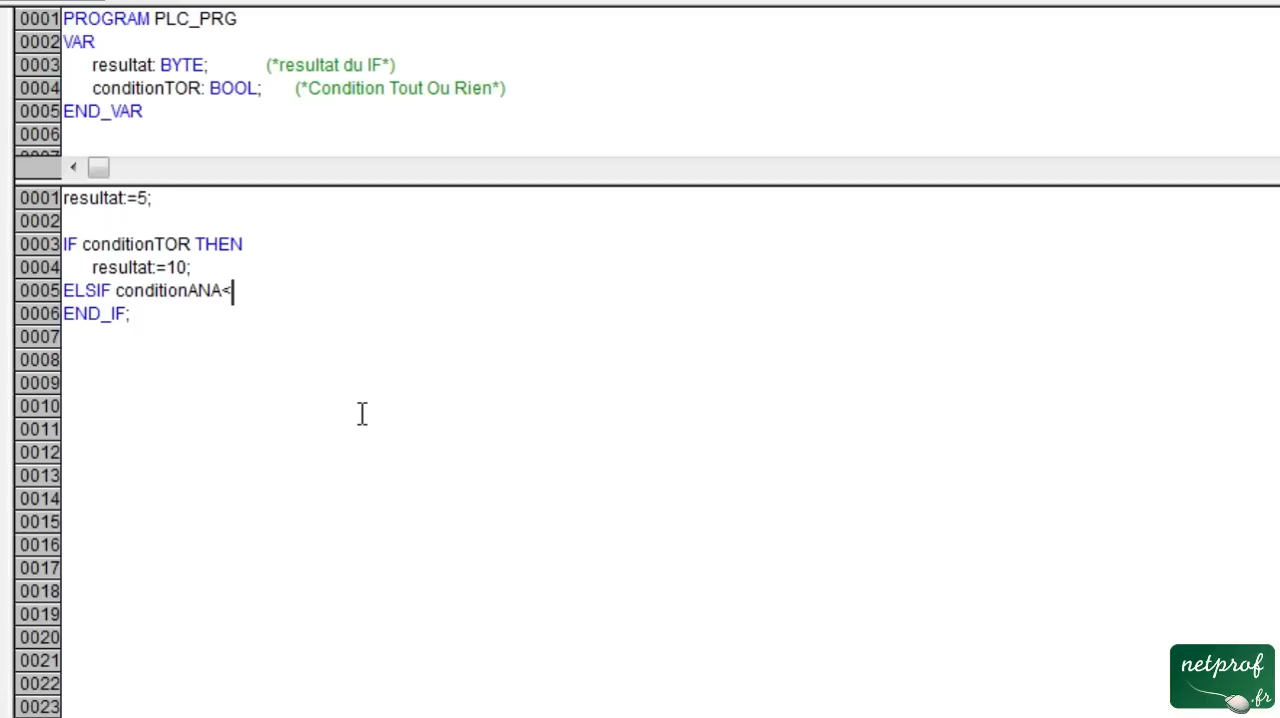 0001 PROGRAM PLC_PRG
0002 VAR
0003 resultat: BYTE; (*resultat du IF*)
0004 conditionTOR: BOOL; (*Condition Tout Ou Rien*)
0005 END_VAR
0006
0007
0001 resultat:=5;
0002
0003 IF conditionTOR THEN
0004 resultat:=10;
0005 ELSIF conditionANA<
0006 END_IF;
0007
0008
0009
0010
0011
0012
0013
0014
0015
0016
0017
0018
0019
0020
0021
0022
0023
netprof
.fr